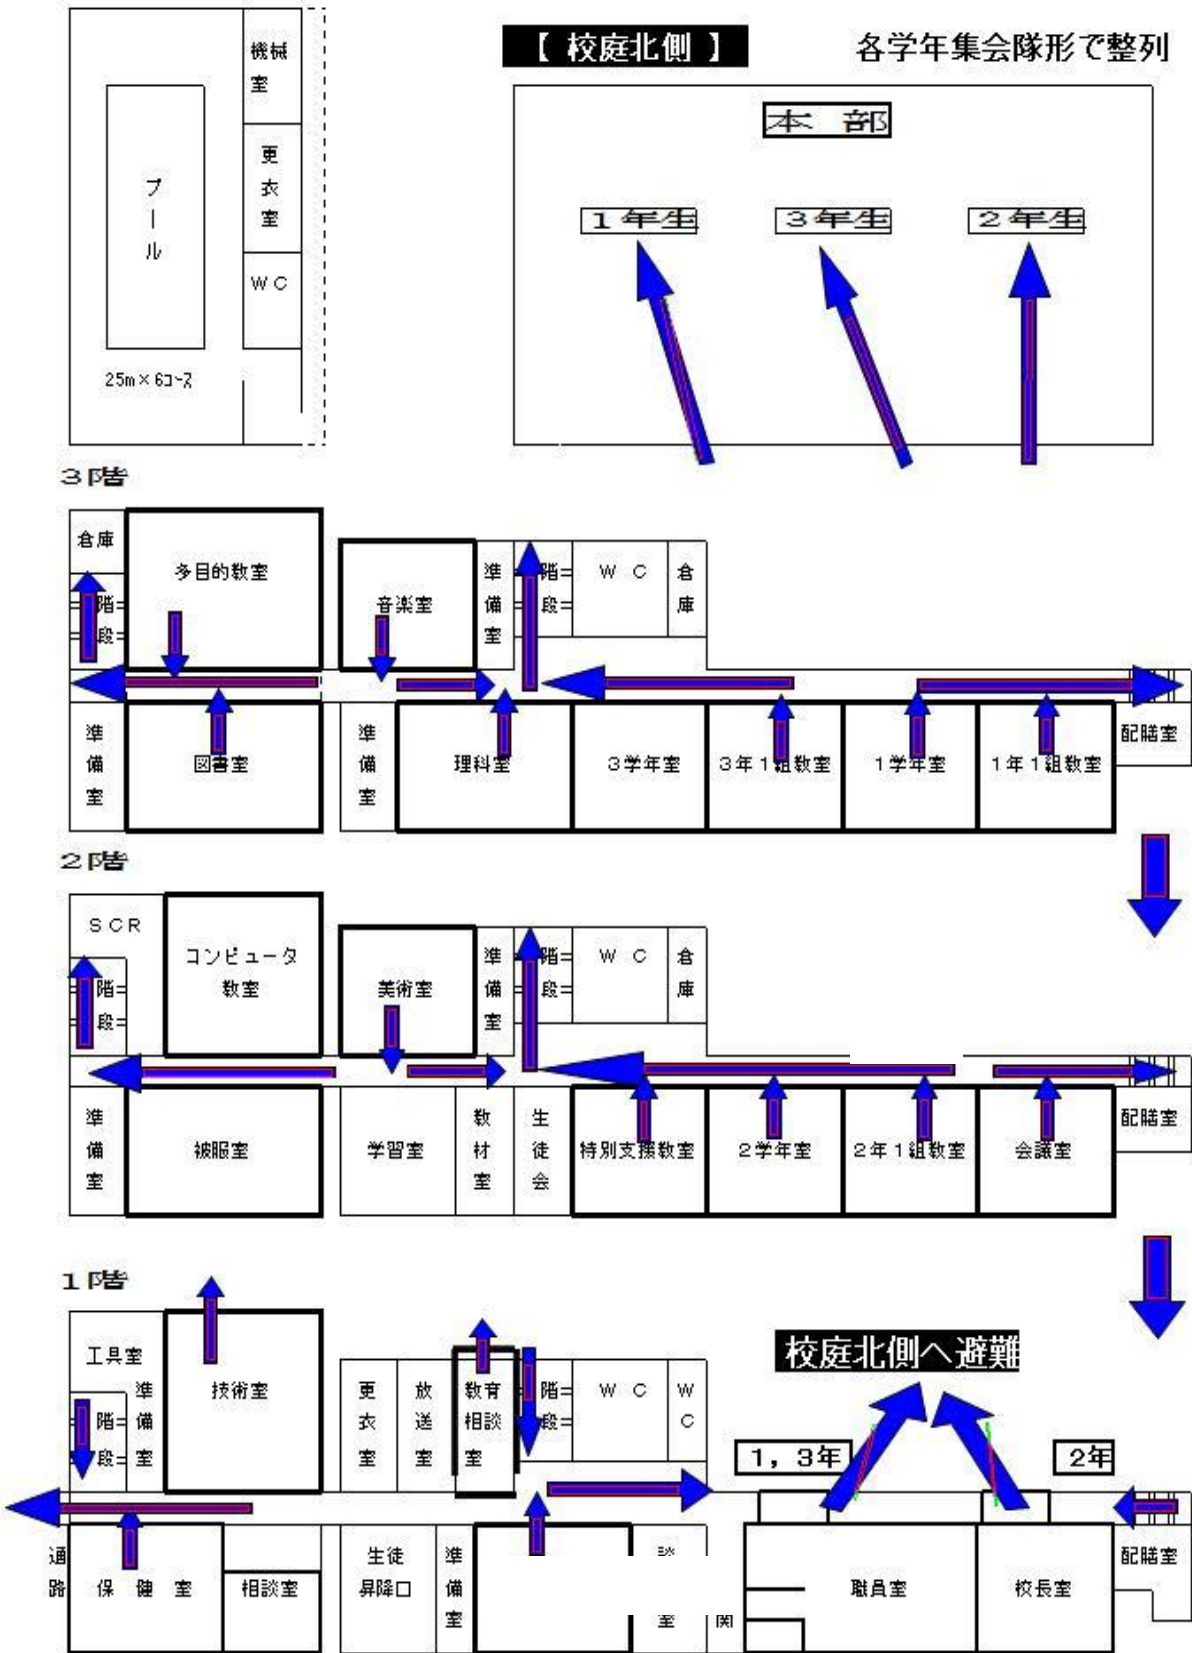 【 校庭北側 】
各学年集会隊形で整列
本 部
1年生
3年生
2年生
機械室
更衣室
WC
プール
25m×6コース
3階
倉庫
多目的教室
音楽室
準備室
階段
WC
倉庫
階段
準備室
図書室
準備室
理科室
3学年室
3年1組教室
1学年室
1年1組教室
配膳室
2階
SCR
コンピュータ
教室
美術室
準備室
階段
WC
倉庫
階段
準備室
被服室
学習室
教材室
生徒会
特別支援教室
2学年室
2年1組教室
会議室
配膳室
1階
工具室
準備室
階段
技術室
更衣室
放送室
教育
相談
室
階段
WC
WC
校庭北側へ避難
1,3年
2年
通路
保健室
相談室
生徒
昇降口
準備室
談
室
関
職員室
校長室
配膳室